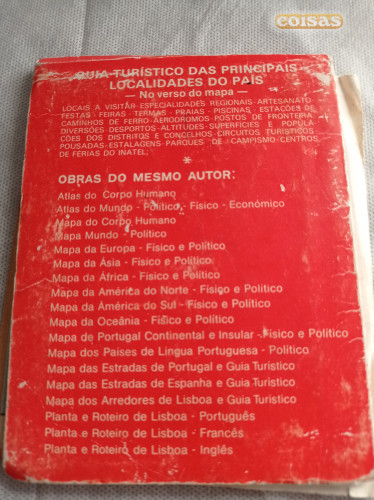 coisas
GUIA TURÍSTICO DAS PRINCIPAIS
LOCALIDADES DO PAÍS
— No verso do mapa —
LOCAIS A VISITAR - ESPECIALIDADES REGIONAIS - ARTESANATO
FESTAS - FEIRAS - TERMAS - PRAIAS - PISCINAS - ESTAÇÕES DE
CAMINHOS DE FERRO - AERÓDROMOS - POSTOS DE FRONTEIRA
DIVERSÕES - DESPORTOS - ALTITUDES - SUPERFÍCIES E POPULA
ÇÕES DOS DISTRITOS E CONCELHOS - CIRCUITOS TURÍSTICOS
POUSADAS - ESTALAGENS - PARQUES DE CAMPISMO - CENTROS
DE FÉRIAS DO INATEL.
*
OBRAS DO MESMO AUTOR:
Atlas do Corpo Humano
Atlas do Mundo - Político - Físico - Económico
Mapa do Corpo Humano
Mapa Mundo - Político
Mapa da Europa - Físico e Político
Mapa da Ásia - Físico e Político
Mapa da África - Físico e Político
Mapa da América do Norte - Físico e Político
Mapa da América do Sul - Físico e Político
Mapa da Oceânia - Físico e Político
Mapa de Portugal Continental e Insular - Físico e Político
Mapa dos Países de Língua Portuguesa - Político
Mapa das Estradas de Portugal e Guia Turístico
Mapa das Estradas de Espanha e Guia Turístico
Mapa dos Arredores de Lisboa e Guia Turístico
Planta e Roteiro de Lisboa - Português
Planta e Roteiro de Lisboa - Francês
Planta e Roteiro de Lisboa - Inglês